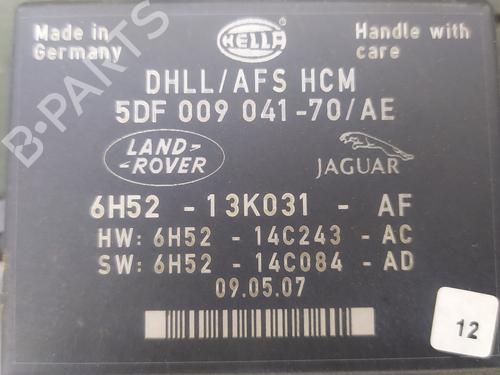 Made in
Germany
HELLA
Handle with
care
DHLL/AFS HCM
5DF 009 041-70/AE
LAND-
-ROVER
JAGUAR
6H52 - 13K031 - AF
HW: 6H52 - 14C243 - AC
SW: 6H52 - 14C084 - AD
09.05.07
12
B-PARTS